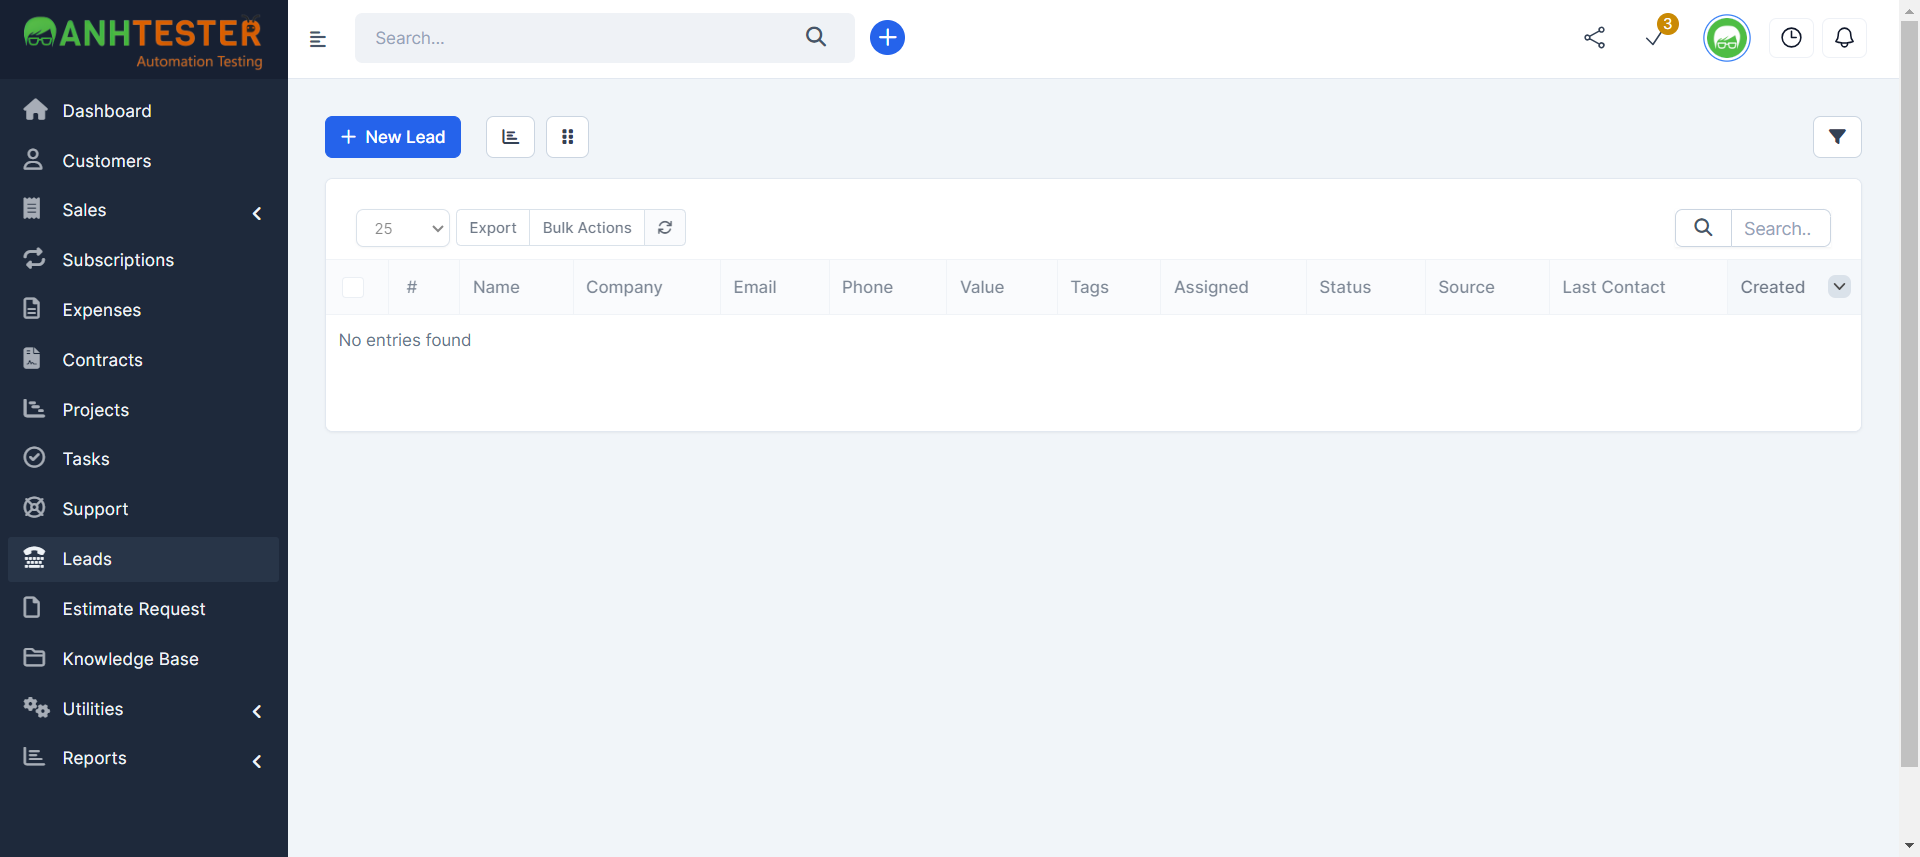 ANHTESTER
Automation Testing
Search...
3
Dashboard
Customers
Sales
Subscriptions
Expenses
Contracts
Projects
Tasks
Support
Leads
Estimate Request
Knowledge Base
Utilities
Reports
New Lead
25
Export
Bulk Actions
Search..
# Name Company Email Phone Value Tags Assigned Status Source Last Contact Created
No entries found